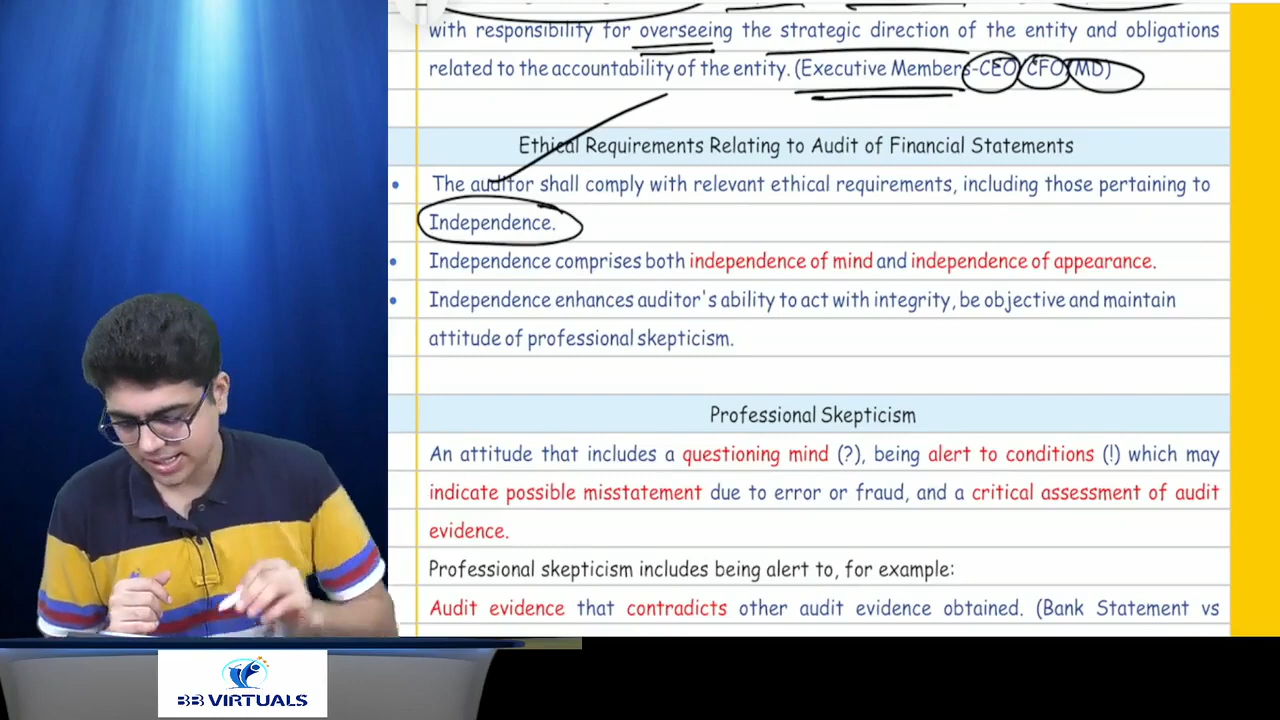 with responsibility for overseeing the strategic direction of the entity and obligations
related to the accountability of the entity. (Executive Members-CEO, CFO, MD)
Ethical Requirements Relating to Audit of Financial Statements
• The auditor shall comply with relevant ethical requirements, including those pertaining to
Independence.
• Independence comprises both independence of mind and independence of appearance.
• Independence enhances auditor's ability to act with integrity, be objective and maintain
attitude of professional skepticism.
Professional Skepticism
An attitude that includes a questioning mind (?), being alert to conditions (!) which may
indicate possible misstatement due to error or fraud, and a critical assessment of audit
evidence.
Professional skepticism includes being alert to, for example:
Audit evidence that contradicts other audit evidence obtained. (Bank Statement vs
BB VIRTUALS